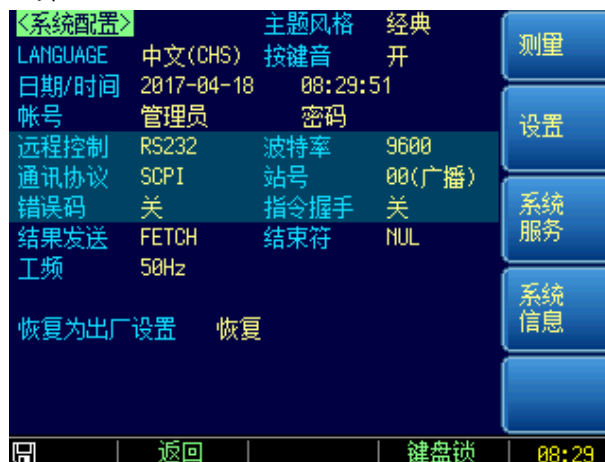 <系统配置> 主题风格 经典
LANGUAGE 中文(CHS) 按键音 开
日期/时间 2017-04-18 08:29:51
帐号 管理员 密码
远程控制 RS232 波特率 9600
通讯协议 SCPI 站号 00(广播)
错误码 关 指令握手 关
结果发送 FETCH 结束符 NUL
工频 50Hz
恢复为出厂设置 恢复
测量
设置
系统
服务
系统
信息
返回 键盘锁 08:29